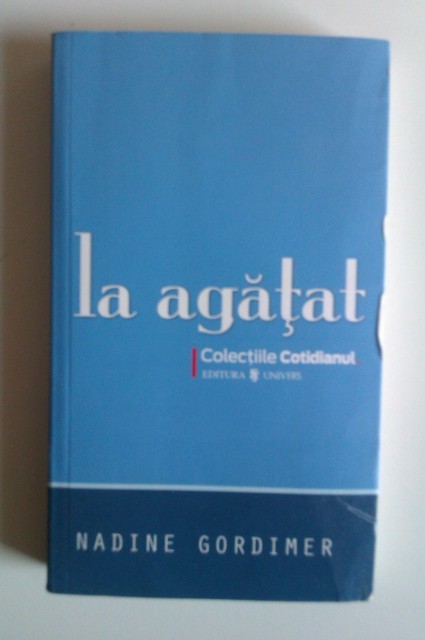 la agăţat
Colecţiile Cotidianul
EDITURA UNIVERS
NADINE GORDIMER